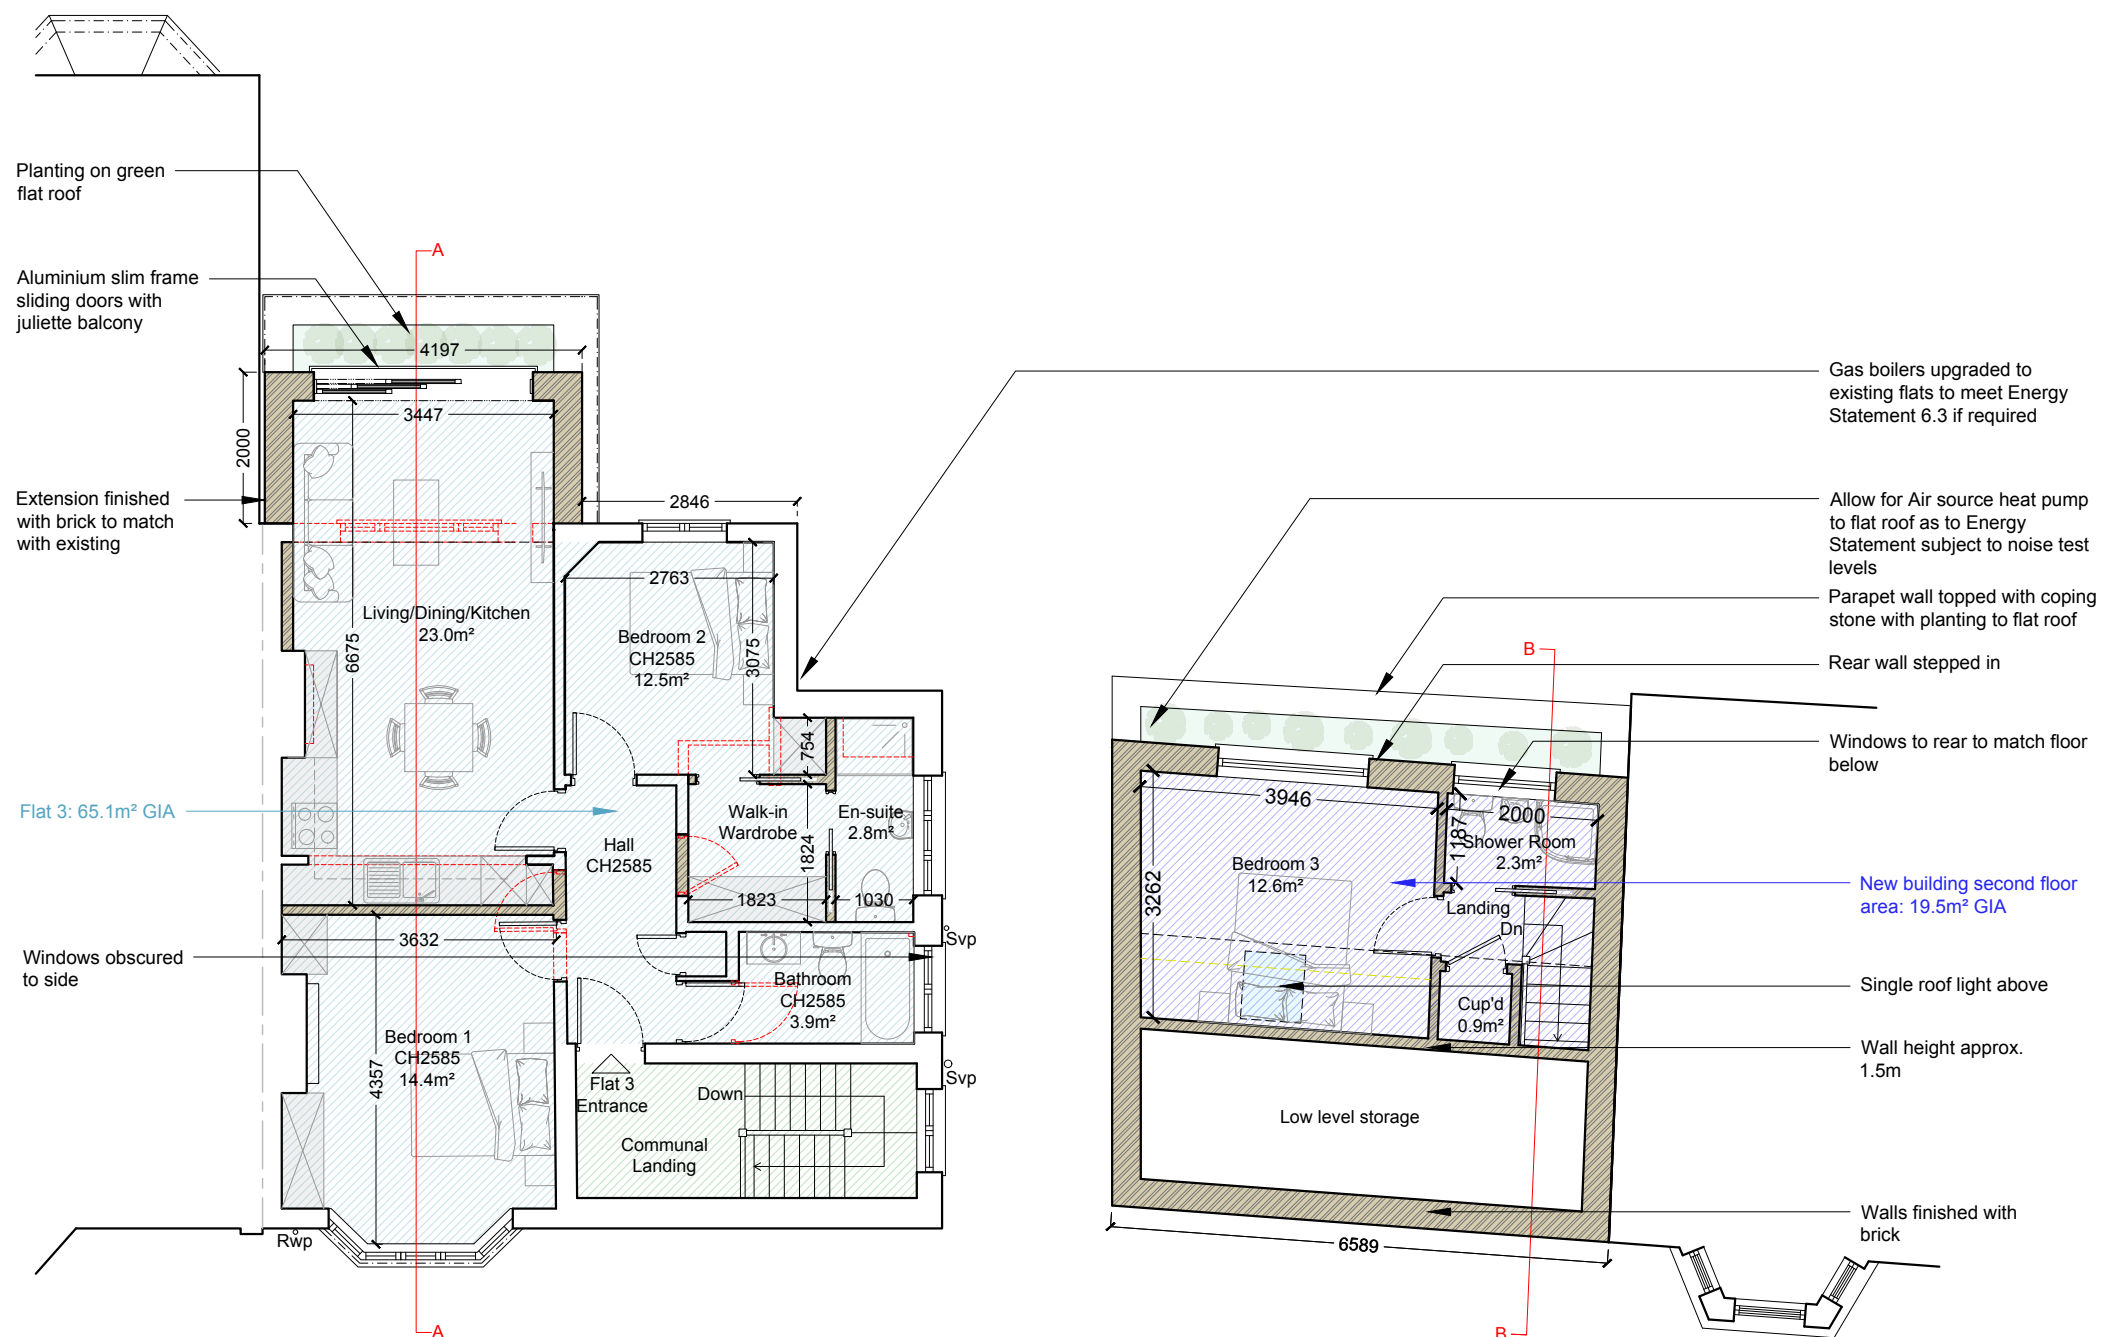 Planting on green
flat roof
Aluminium slim frame
sliding doors with
juliette balcony
Extension finished
with brick to match
with existing
Flat 3: 65.1m² GIA
Windows obscured
to side
A
4197
3447
2000
2846
2763
Living/Dining/Kitchen
23.0m²
6675
Bedroom 2
CH2585
12.5m²
3075
754
Walk-in
Wardrobe
1824
En-suite
2.8m²
Hall
CH2585
1823
1030
3632
Svp
Bathroom
CH2585
3.9m²
Bedroom 1
CH2585
14.4m²
4357
Svp
Flat 3
Entrance
Down
Communal
Landing
Rwp
A
Gas boilers upgraded to
existing flats to meet Energy
Statement 6.3 if required
Allow for Air source heat pump
to flat roof as to Energy
Statement subject to noise test
levels
Parapet wall topped with coping
stone with planting to flat roof
Rear wall stepped in
Windows to rear to match floor
below
New building second floor
area: 19.5m² GIA
Single roof light above
Wall height approx.
1.5m
Walls finished with
brick
B
3946
2000
1187
Shower Room
2.3m²
Bedroom 3
12.6m²
3262
Landing
Dn
Cup'd
0.9m²
Low level storage
6589
B